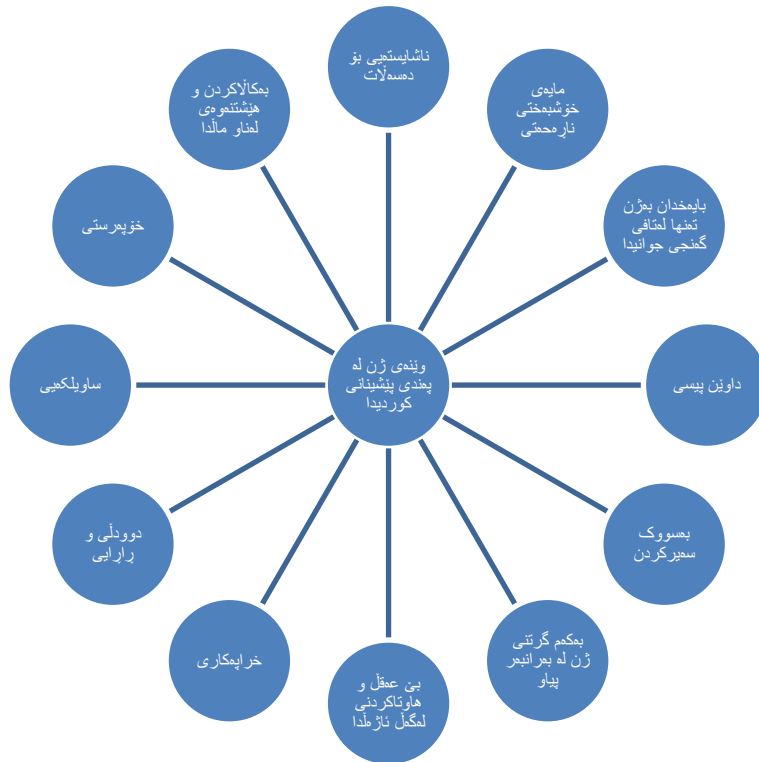 ناشایستەیی بۆ
دەسەڵات
مایەی
خۆشبەختی
ناڕەحەتی
بایەخدان بەژن
تەنها لەتافی
گەنجی جوانیدا
داوێن پیسی
بەسووک
سەیرکردن
بەکەم گرتنی
ژن لە بەرانبەر
پیاو
بێ عەقڵ و
هاوتاکردنی
لەگەڵ ئاژەڵدا
خراپەکاری
دوودڵی و
ڕاڕایی
ساویلکەیی
خۆپەرستی
بەکاڵاکردن و
هێشتنەوەی
لەناو ماڵدا
وێنەی ژن لە
پەندی پێشینانی
کوردیدا